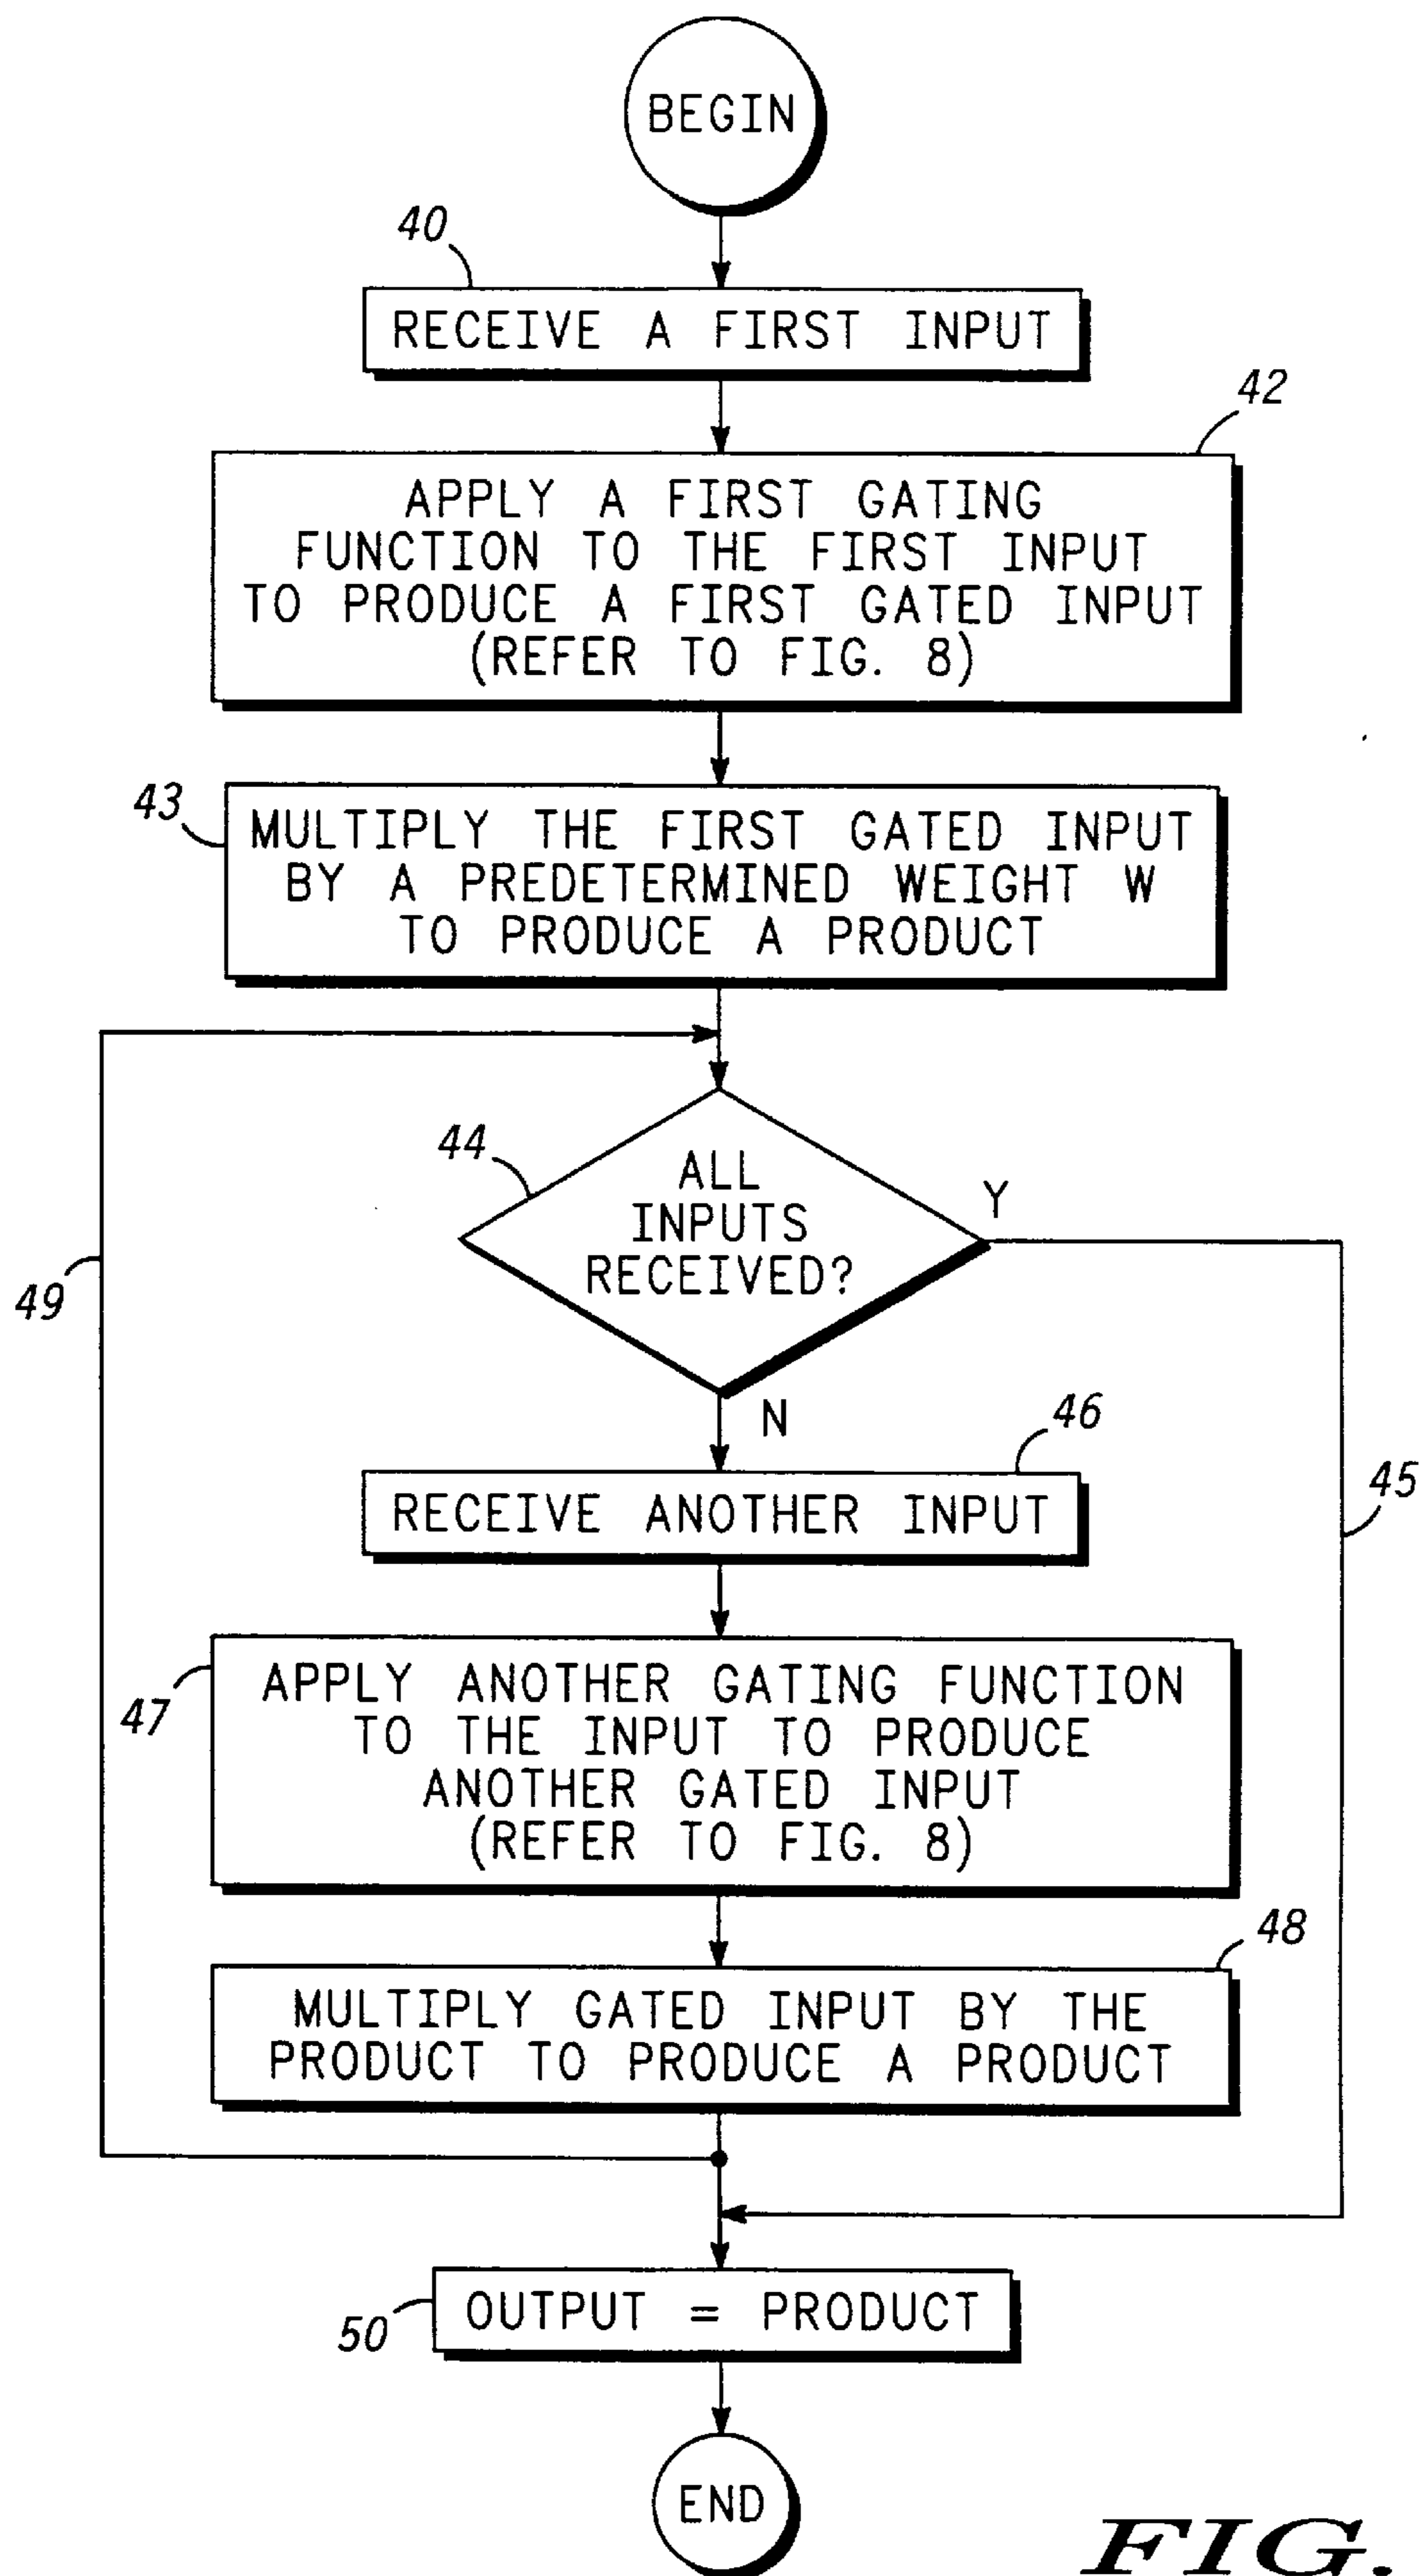 BEGIN
40
RECEIVE A FIRST INPUT
42
APPLY A FIRST GATING
FUNCTION TO THE FIRST INPUT
TO PRODUCE A FIRST GATED INPUT
(REFER TO FIG. 8)
43
MULTIPLY THE FIRST GATED INPUT
BY A PREDETERMINED WEIGHT W
TO PRODUCE A PRODUCT
44
ALL
INPUTS
RECEIVED?
Y
49
N
46
RECEIVE ANOTHER INPUT
45
47
APPLY ANOTHER GATING FUNCTION
TO THE INPUT TO PRODUCE
ANOTHER GATED INPUT
(REFER TO FIG. 8)
48
MULTIPLY GATED INPUT BY THE
PRODUCT TO PRODUCE A PRODUCT
50
OUTPUT = PRODUCT
END
FIG.